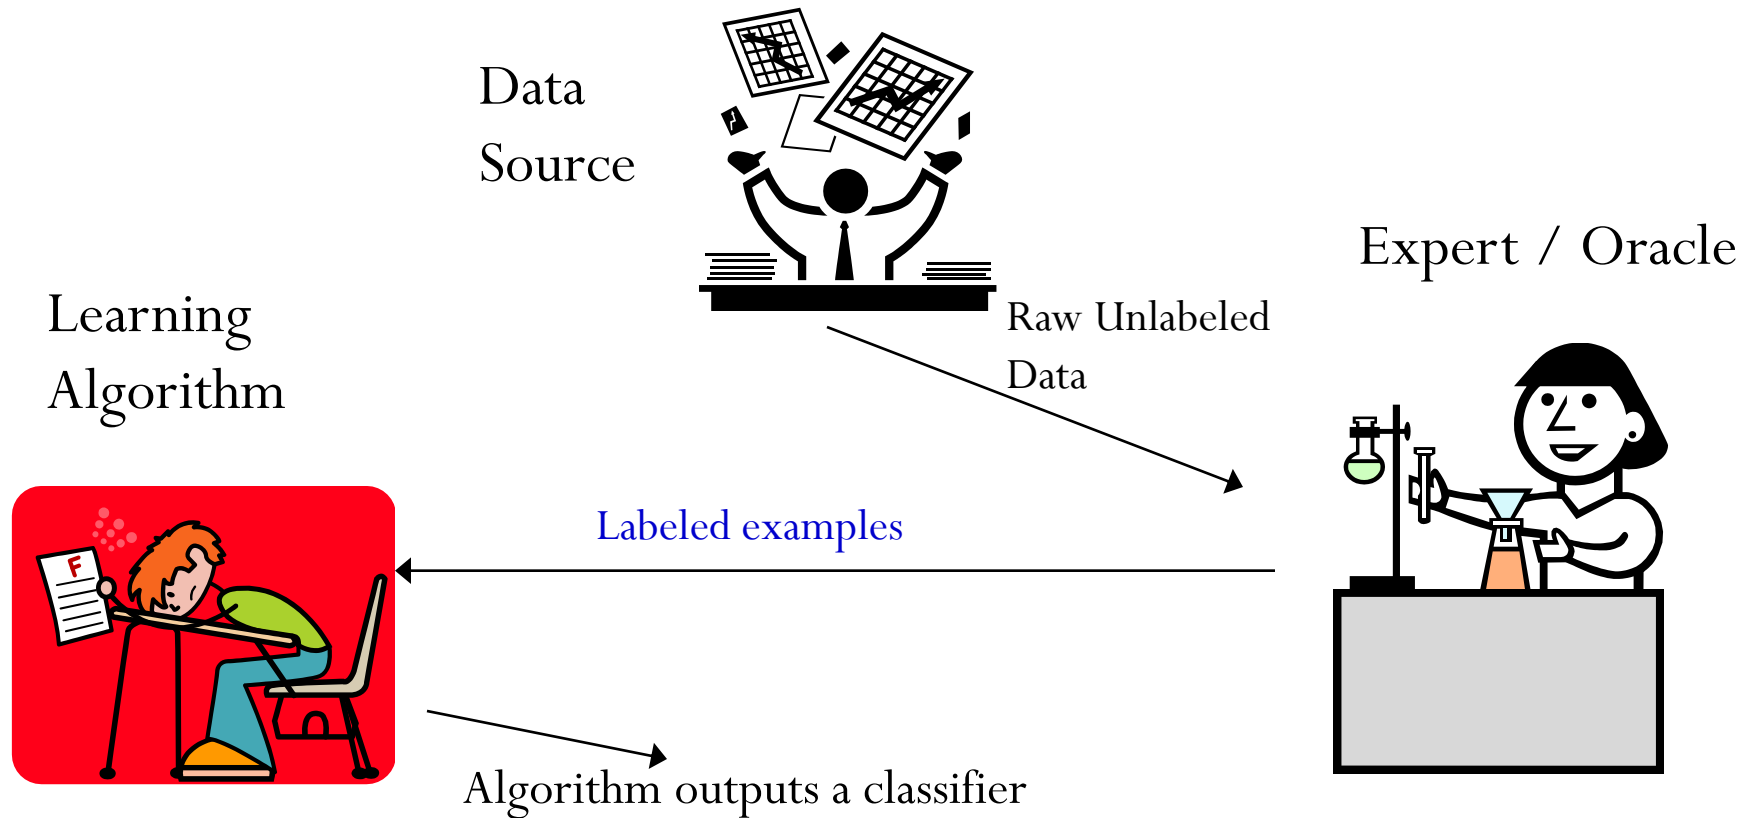 Data
Source
Expert / Oracle
Learning
Algorithm
Raw Unlabeled
Data
Labeled examples
F
Algorithm outputs a classifier